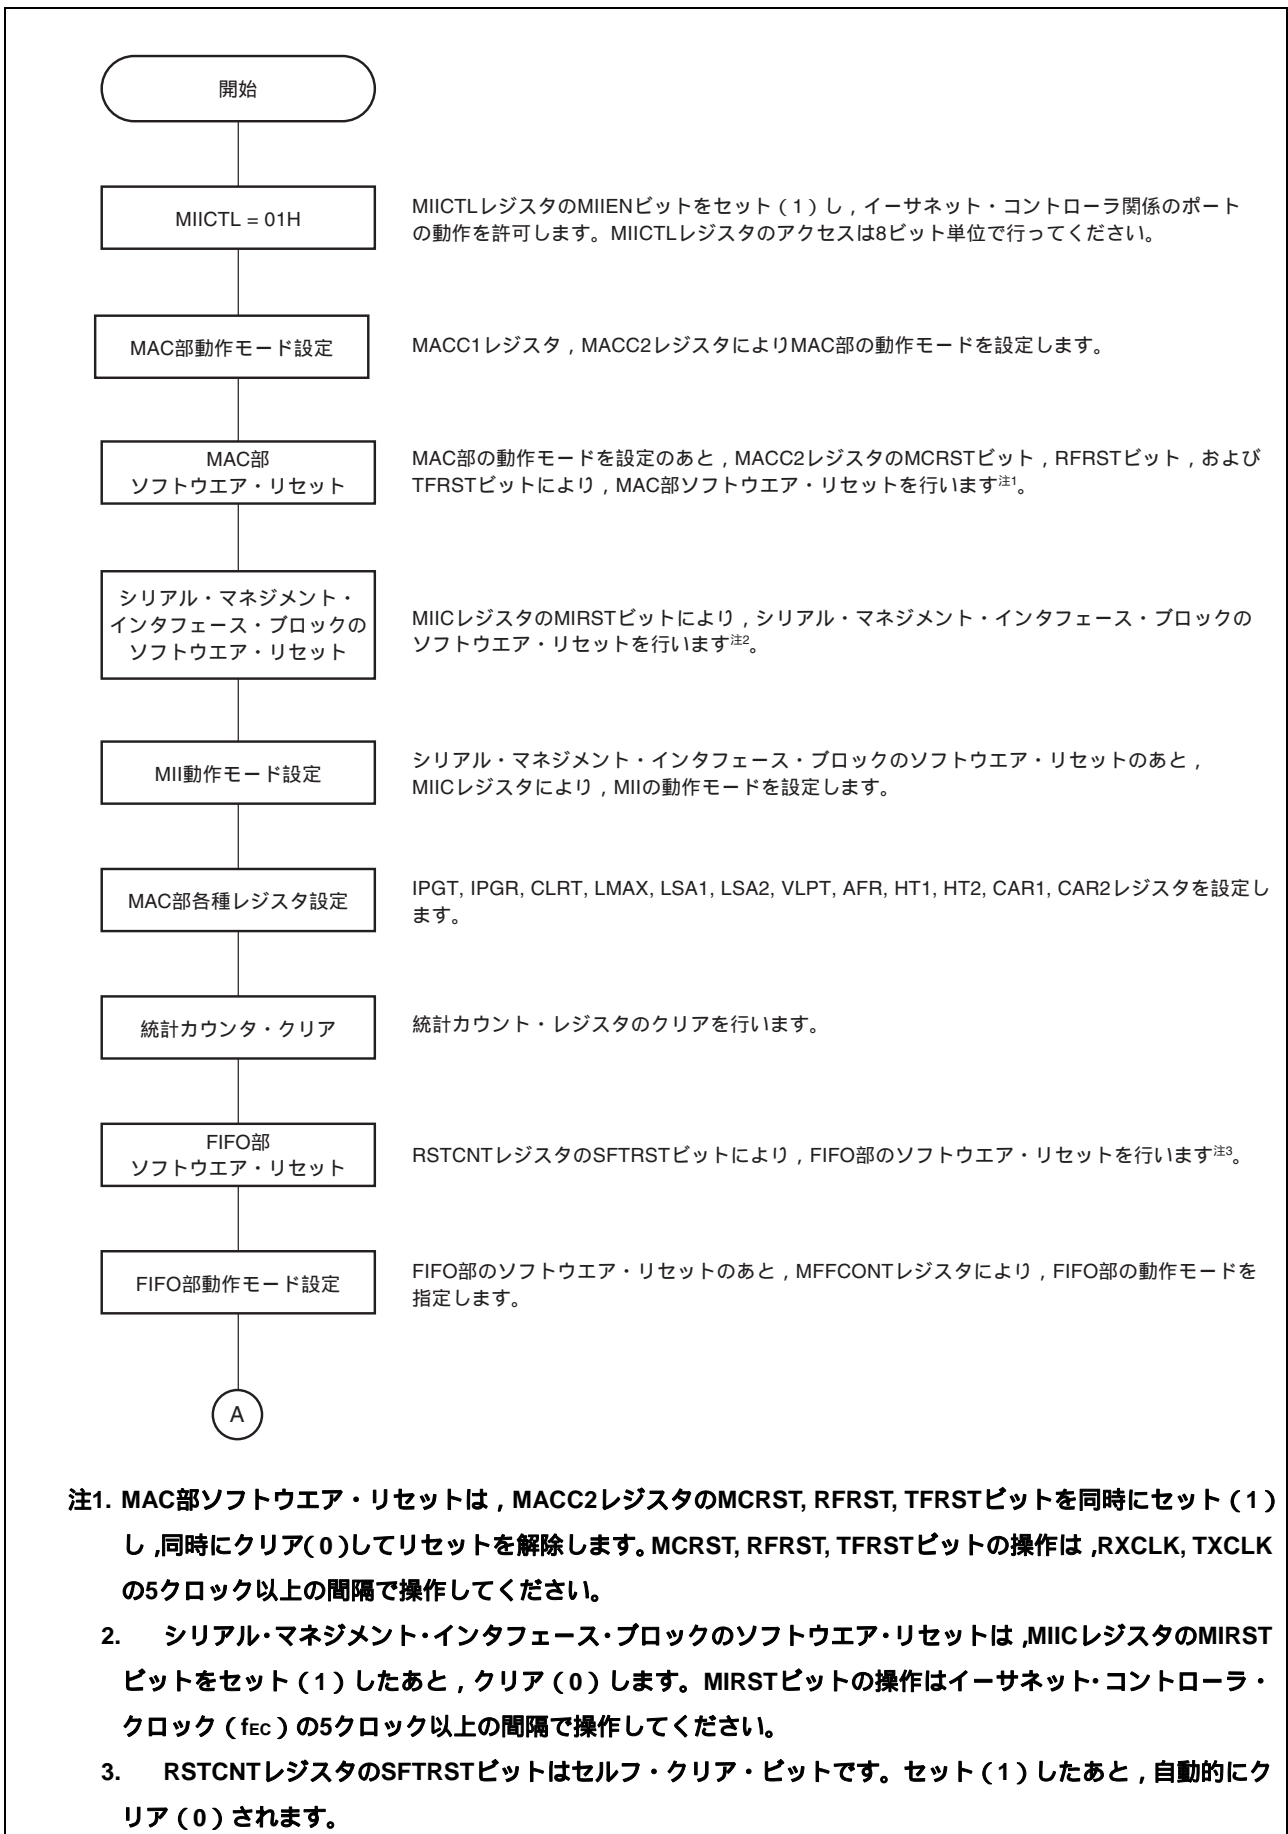 開始
MIICTL = 01H
MIICTLレジスタのMIIENビットをセット（1）し，イーサネット・コントローラ関係のポート
の動作を許可します。MIICTLレジスタのアクセスは8ビット単位で行ってください。
MAC部動作モード設定
MACC1レジスタ，MACC2レジスタによりMAC部の動作モードを設定します。
MAC部
ソフトウエア・リセット
MAC部の動作モードを設定のあと，MACC2レジスタのMCRSTビット，RFRSTビット，および
TFRSTビットにより，MAC部ソフトウエア・リセットを行います注1。
シリアル・マネジメント・
インタフェース・ブロックの
ソフトウエア・リセット
MIICレジスタのMIRSTビットにより，シリアル・マネジメント・インタフェース・ブロックの
ソフトウエア・リセットを行います注2。
MII動作モード設定
シリアル・マネジメント・インタフェース・ブロックのソフトウエア・リセットのあと，
MIICレジスタにより，MIIの動作モードを設定します。
MAC部各種レジスタ設定
IPGT, IPGR, CLRT, LMAX, LSA1, LSA2, VLPT, AFR, HT1, HT2, CAR1, CAR2レジスタを設定し
ます。
統計カウンタ・クリア
統計カウント・レジスタのクリアを行います。
FIFO部
ソフトウエア・リセット
RSTCNTレジスタのSFTRSTビットにより，FIFO部のソフトウエア・リセットを行います注3。
FIFO部動作モード設定
FIFO部のソフトウエア・リセットのあと，MFFCONTレジスタにより，FIFO部の動作モードを
指定します。
A
注1. MAC部ソフトウエア・リセットは，MACC2レジスタのMCRST, RFRST, TFRSTビットを同時にセット（1）
し，同時にクリア（0）してリセットを解除します。MCRST, RFRST, TFRSTビットの操作は，RXCLK, TXCLK
の5クロック以上の間隔で操作してください。
2. シリアル・マネジメント・インタフェース・ブロックのソフトウエア・リセットは，MIICレジスタのMIRST
ビットをセット（1）したあと，クリア（0）します。MIRSTビットの操作はイーサネット・コントローラ・
クロック（fEC）の5クロック以上の間隔で操作してください。
3. RSTCNTレジスタのSFTRSTビットはセルフ・クリア・ビットです。セット（1）したあと，自動的にク
リア（0）されます。